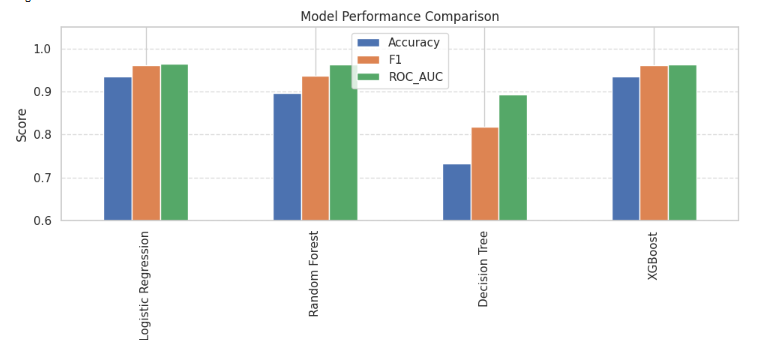 Model Performance Comparison
Score
1.0
0.9
0.8
0.7
0.6
Accuracy
F1
ROC_AUC
Logistic Regression
Random Forest
Decision Tree
XGBoost